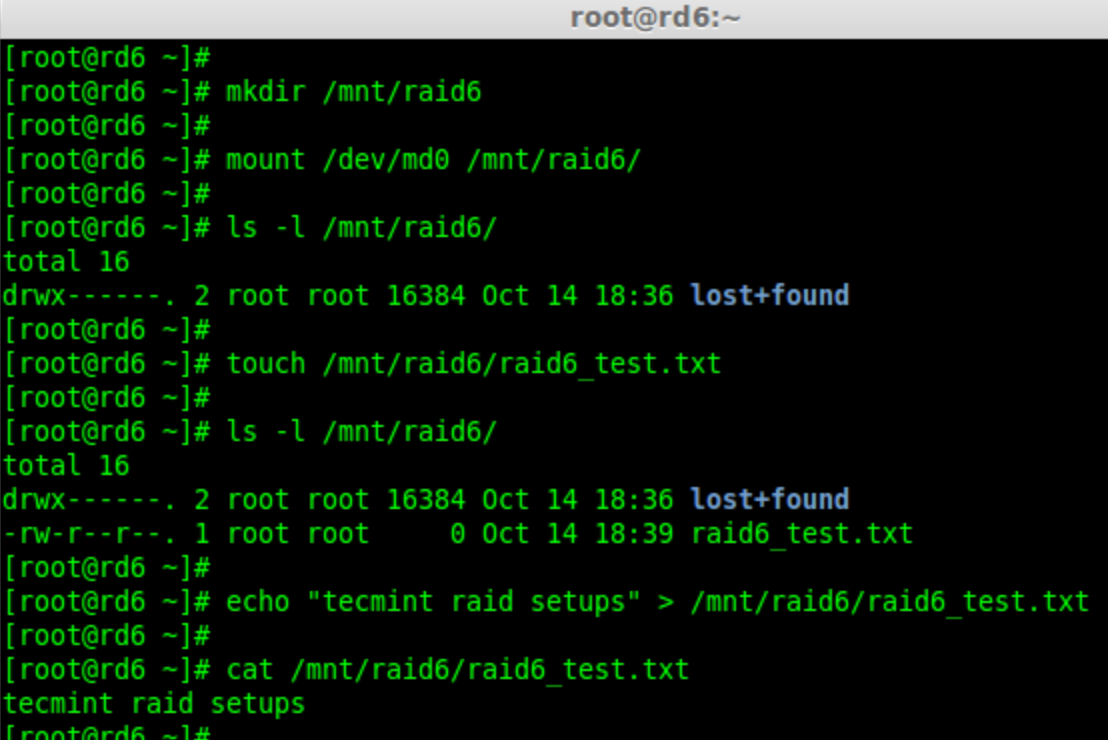 root@rd6:~
[root@rd6 ~]#
[root@rd6 ~]# mkdir /mnt/raid6
[root@rd6 ~]#
[root@rd6 ~]# mount /dev/md0 /mnt/raid6/
[root@rd6 ~]#
[root@rd6 ~]# ls -l /mnt/raid6/
total 16
drwx------. 2 root root 16384 Oct 14 18:36 lost+found
[root@rd6 ~]#
[root@rd6 ~]# touch /mnt/raid6/raid6_test.txt
[root@rd6 ~]#
[root@rd6 ~]# ls -l /mnt/raid6/
total 16
drwx------. 2 root root 16384 Oct 14 18:36 lost+found
-rw-r--r--. 1 root root     0 Oct 14 18:39 raid6_test.txt
[root@rd6 ~]#
[root@rd6 ~]# echo "tecmint raid setups" > /mnt/raid6/raid6_test.txt
[root@rd6 ~]#
[root@rd6 ~]# cat /mnt/raid6/raid6_test.txt
tecmint raid setups
[root@rd6 ~]#